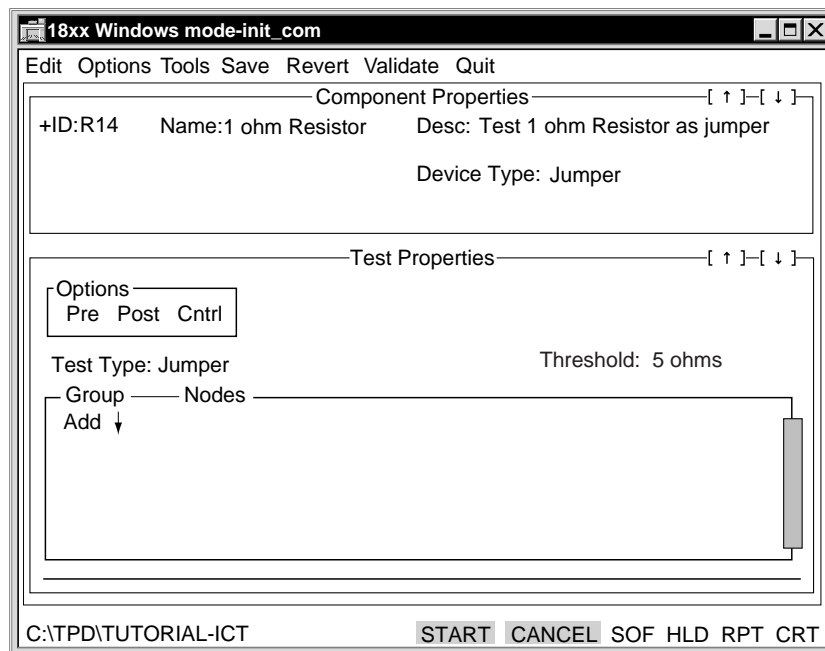 18xx Windows mode-init_com
Edit Options Tools Save Revert Validate Quit
Component Properties [ ↑ ]─[ ↓ ]
+ID:R14 Name:1 ohm Resistor Desc: Test 1 ohm Resistor as jumper
Device Type: Jumper
Test Properties [ ↑ ]─[ ↓ ]
Options
Pre Post Cntrl
Test Type: Jumper Threshold: 5 ohms
Group Nodes
Add ↓
C:\TPD\TUTORIAL-ICT START CANCEL SOF HLD RPT CRT